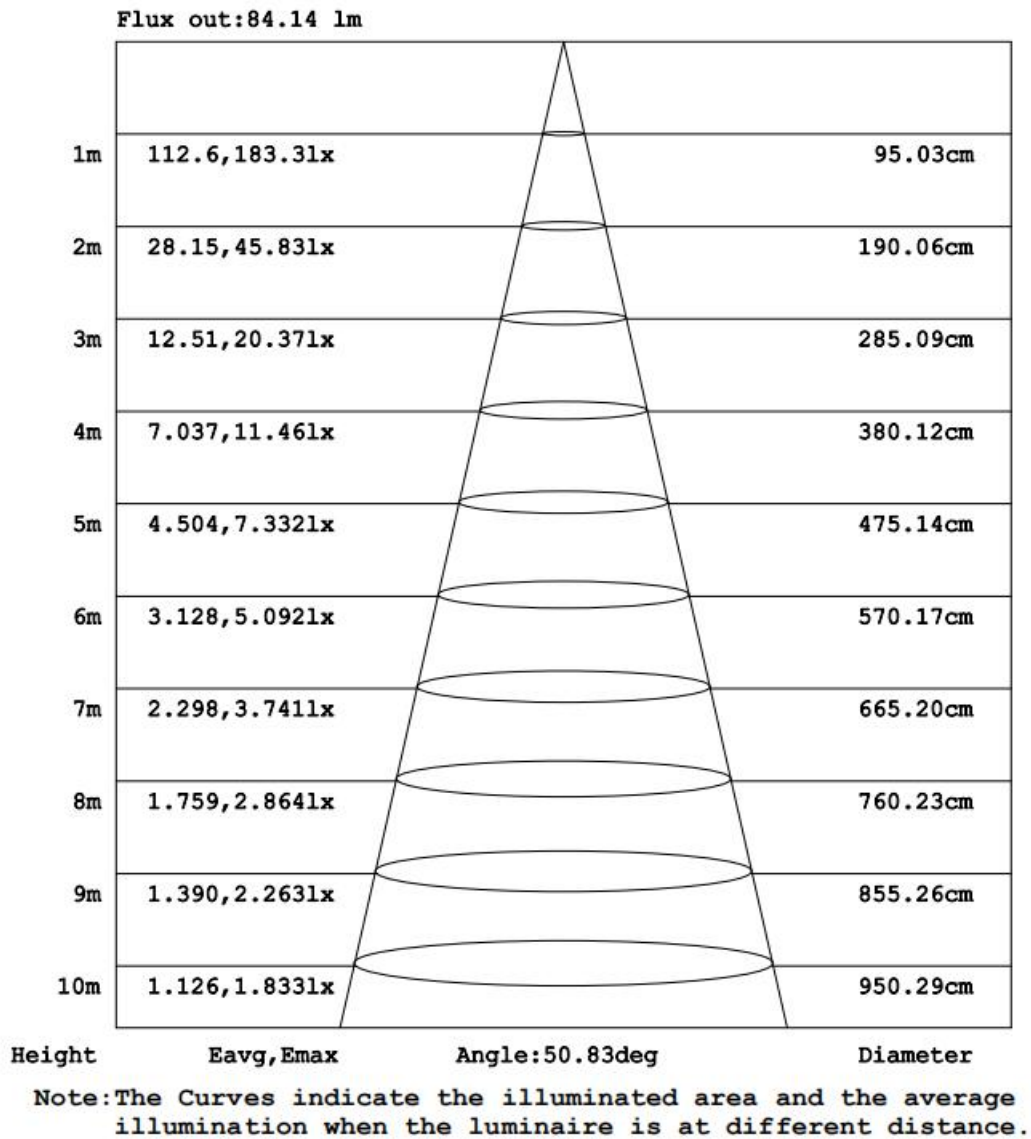 Flux out:84.14 lm
1m 112.6,183.3lx 95.03cm
2m 28.15,45.83lx 190.06cm
3m 12.51,20.37lx 285.09cm
4m 7.037,11.46lx 380.12cm
5m 4.504,7.332lx 475.14cm
6m 3.128,5.092lx 570.17cm
7m 2.298,3.741lx 665.20cm
8m 1.759,2.864lx 760.23cm
9m 1.390,2.263lx 855.26cm
10m 1.126,1.833lx 950.29cm
Height Eavg,Emax Angle:50.83deg Diameter
Note:The Curves indicate the illuminated area and the average
illumination when the luminaire is at different distance.